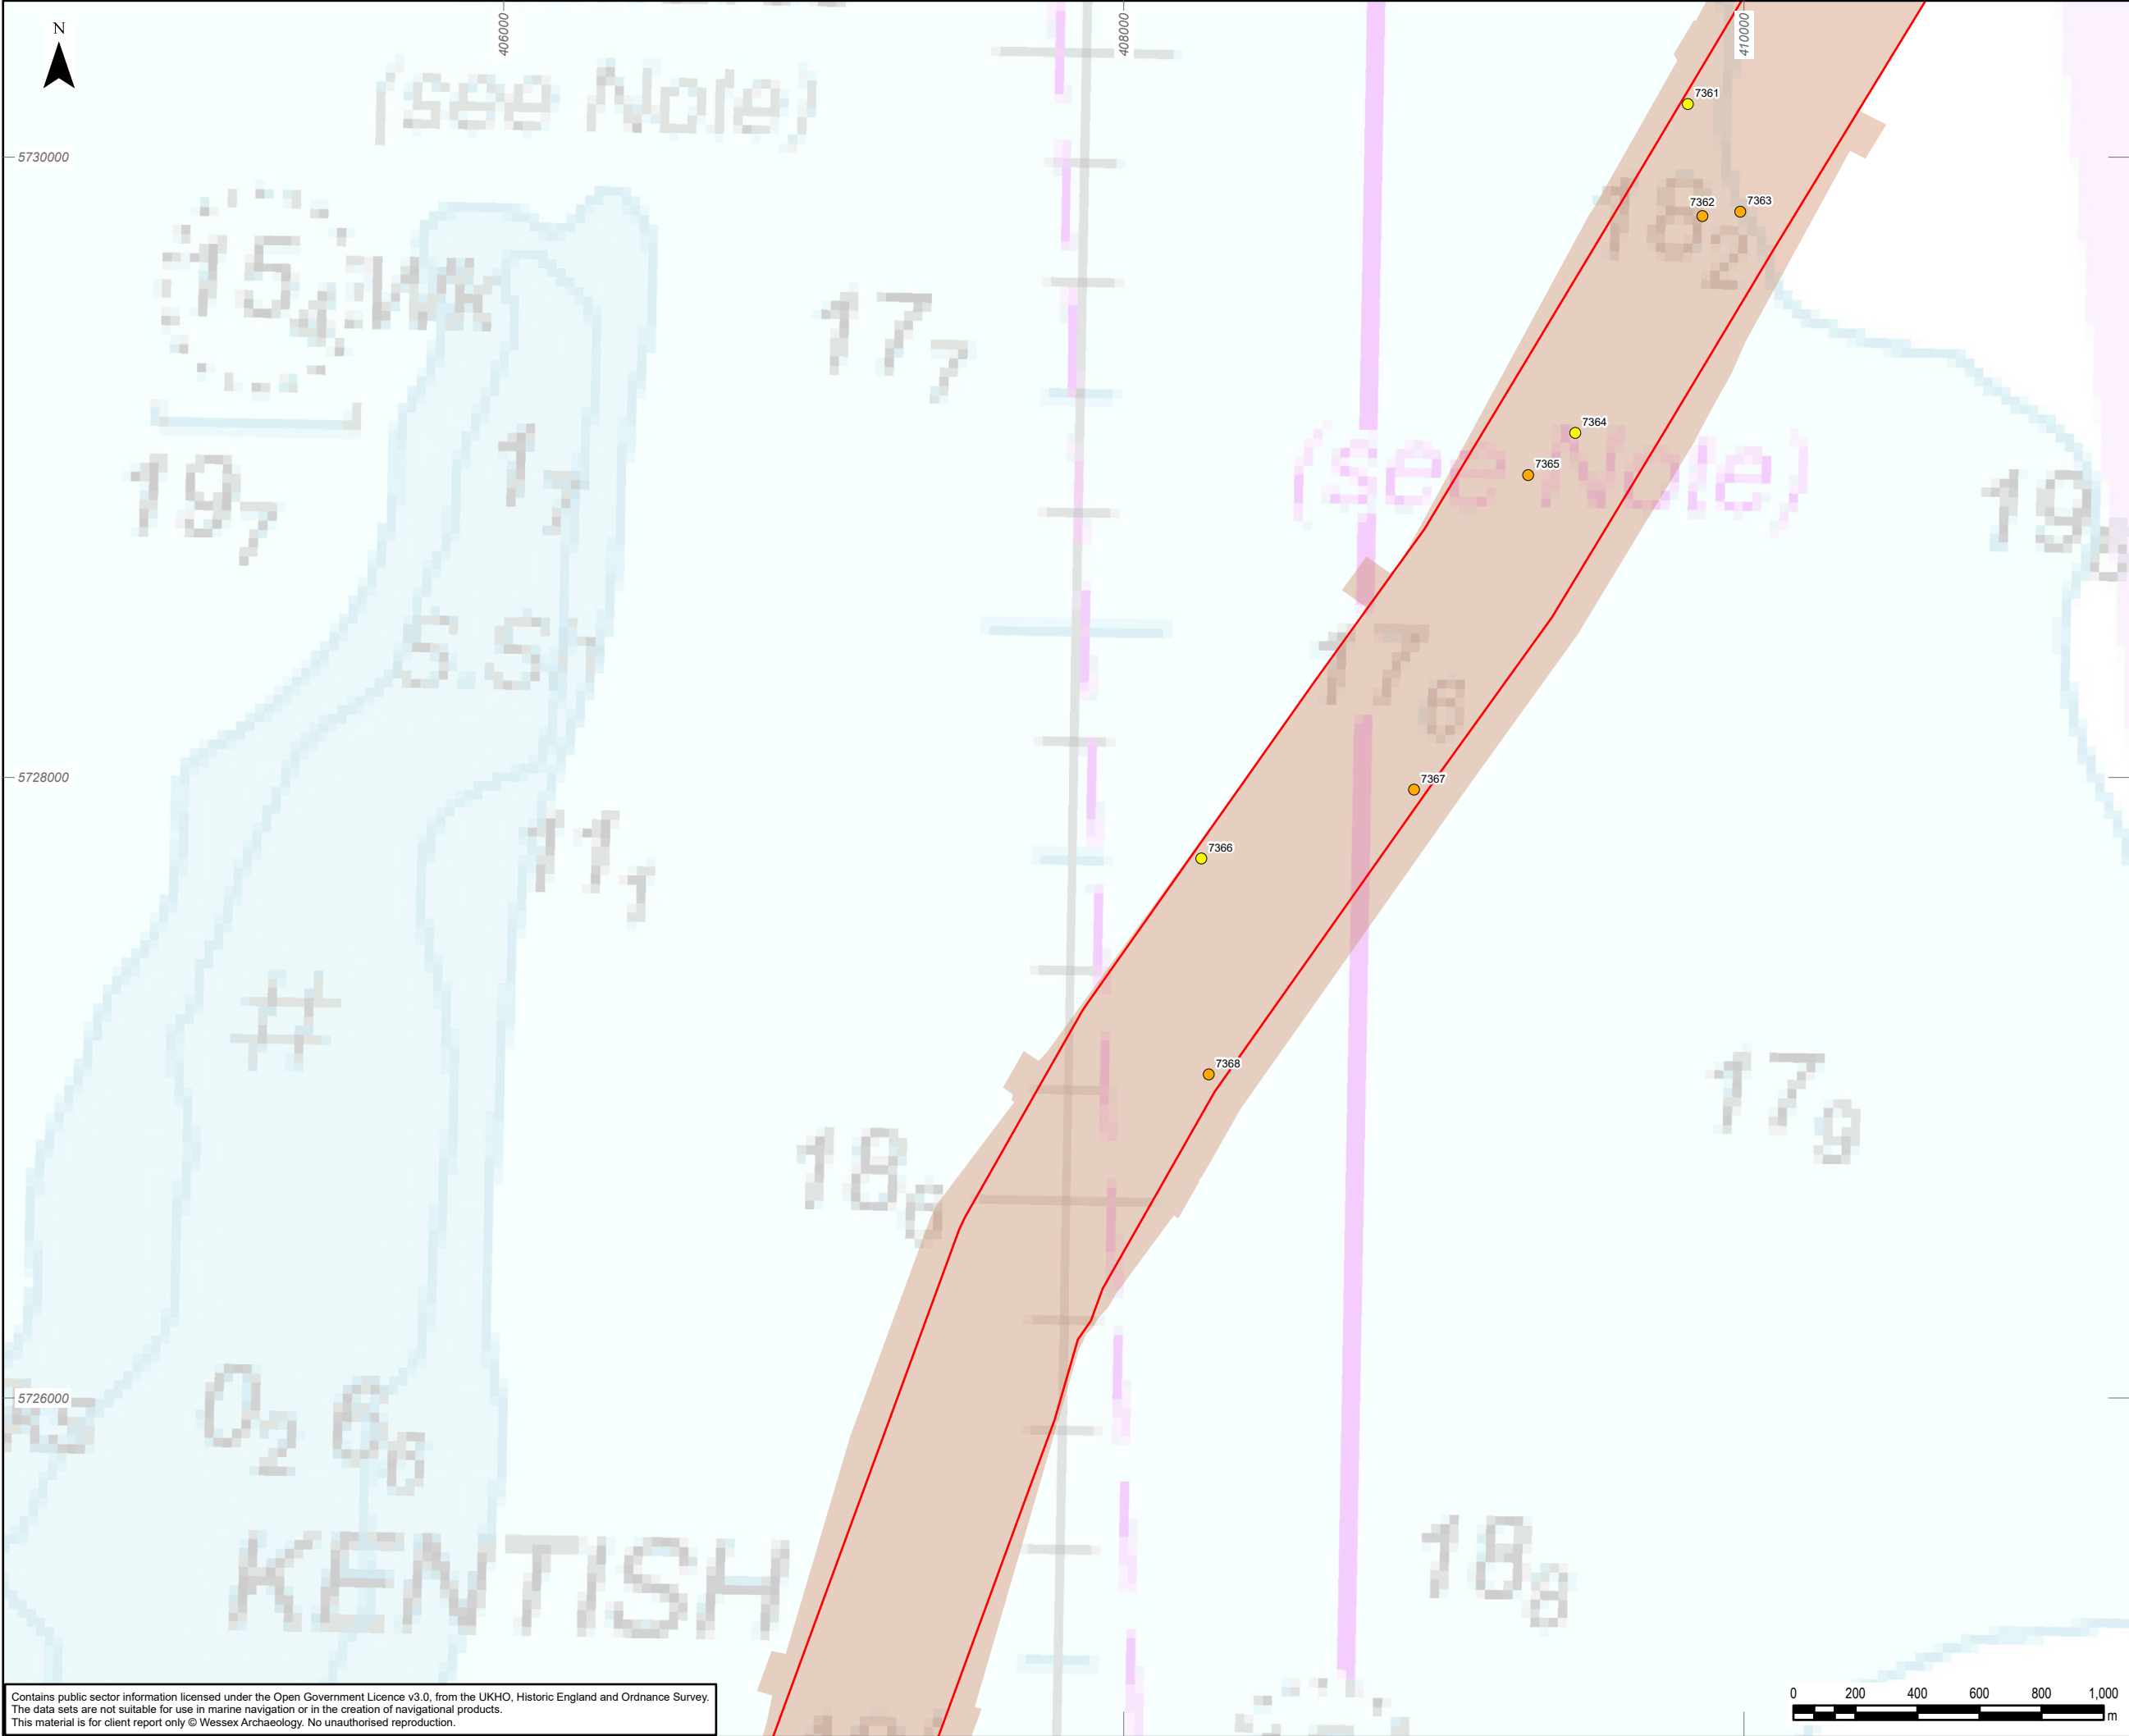 406000
408000
410000
N
(see Note)
7361
5730000
7362
7363
18₂
15₄ Wk
17₇
7364
(see Note)
7365
19₇
1₇
19
S.Sh
17₆
5728000
7367
11₁
7366
#
7368
17₉
18₆
5726000
0₂
6₆
18₈
KENTISH
Contains public sector information licensed under the Open Government Licence v3.0, from the UKHO, Historic England and Ordnance Survey.
The data sets are not suitable for use in marine navigation or in the creation of navigational products.
This material is for client report only © Wessex Archaeology. No unauthorised reproduction.
0 200 400 600 800 1,000
m